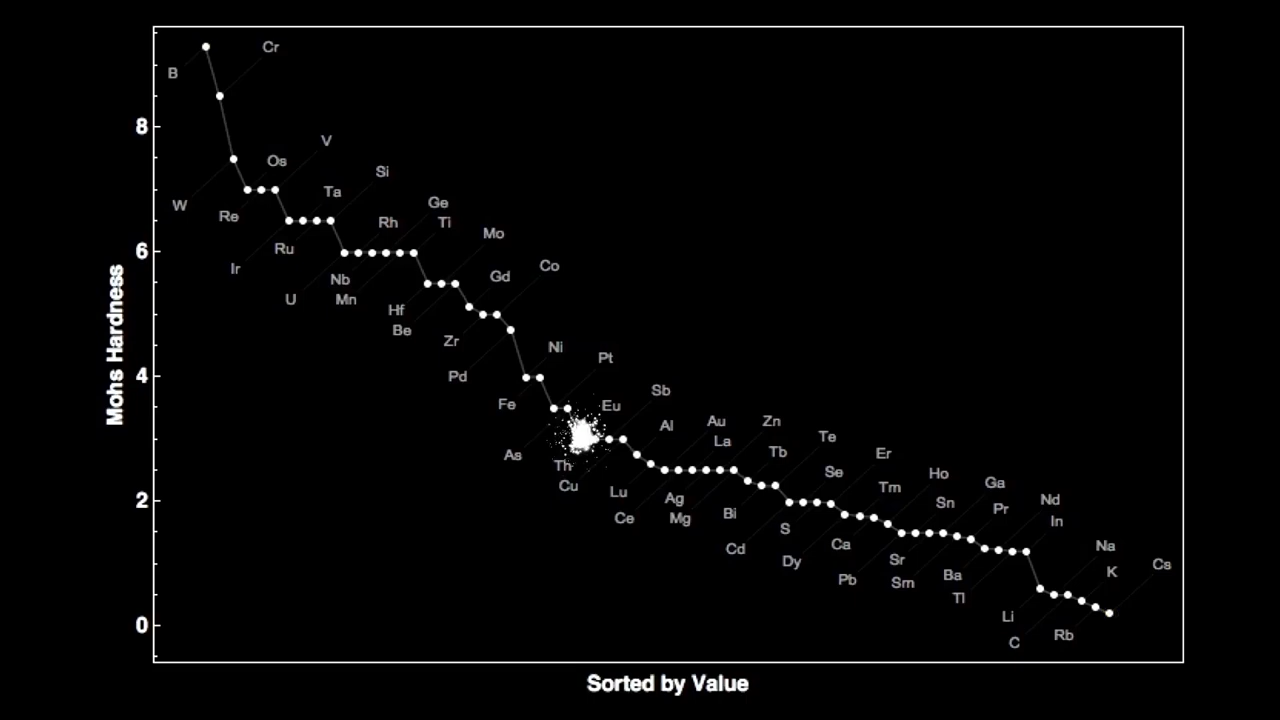 B
Cr
8
V
Os
Si
W
Ta
Re
Ge
Rh
Ti
Mo
Ru
6
Ir
Co
Gd
Nb
U
Mn
Hf
Be
Zr
Ni
Pt
4
Pd
Sb
Fe
Eu
Au
Zn
Al
Te
La
As
Tb
Er
Th
Se
Ho
Cu
Ga
Tm
Lu
Ag
Nd
2
Sn
Pr
Bi
Ce
Mg
In
S
Ca
Na
Cd
Sr
Dy
Cs
K
Ba
Pb
Sm
Tl
Li
0
Rb
C
Mohs Hardness
Sorted by Value